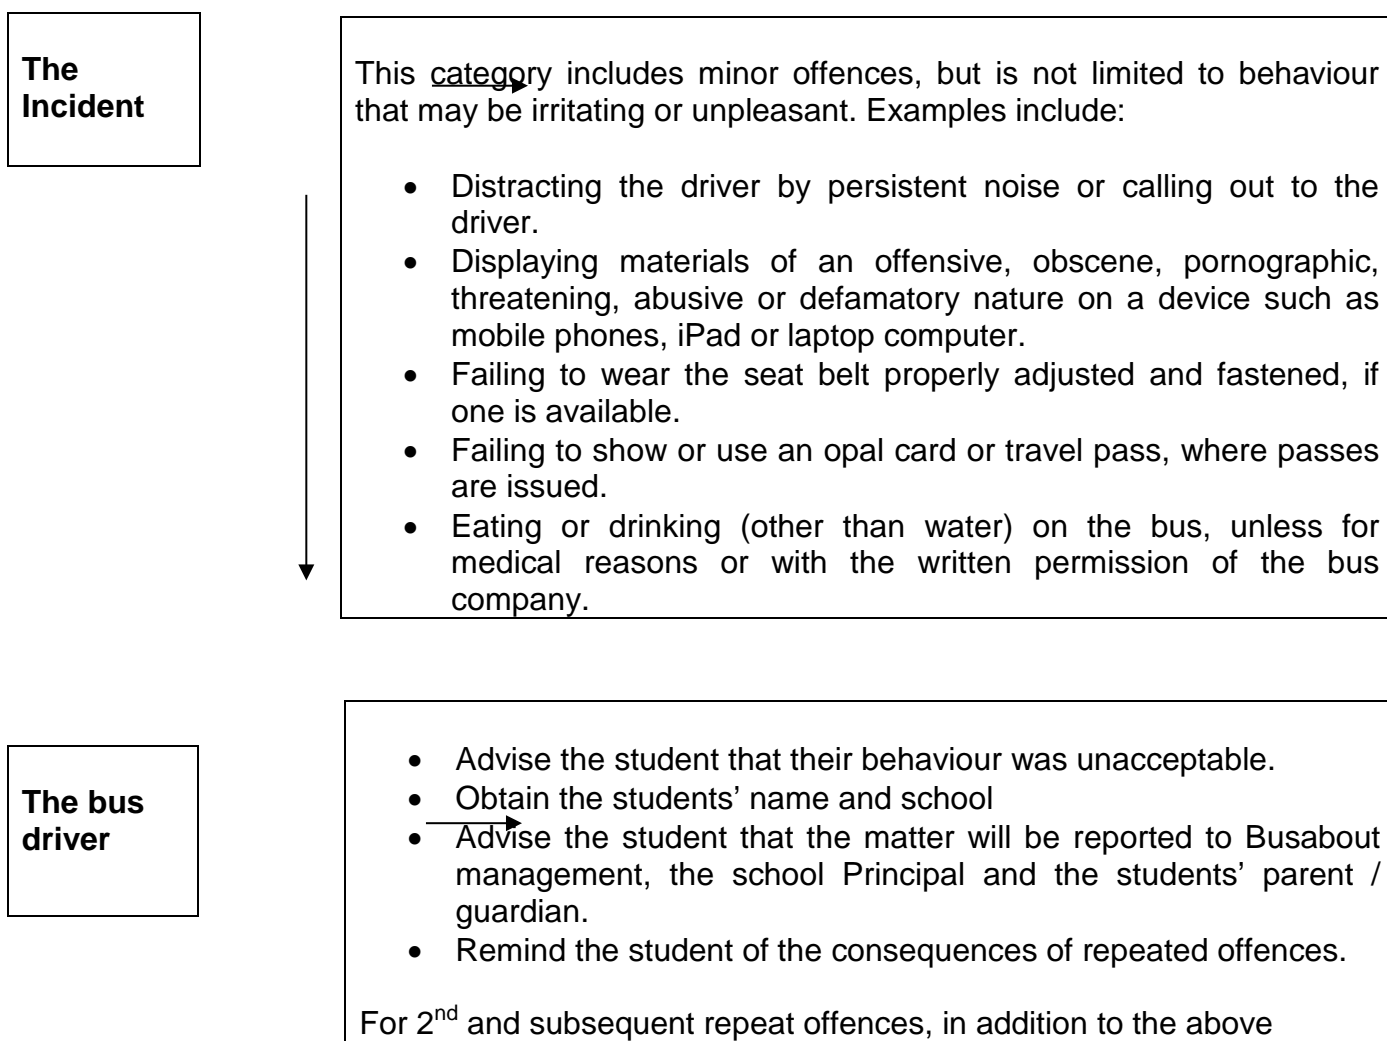 The
Incident
This category includes minor offences, but is not limited to behaviour
that may be irritating or unpleasant. Examples include:
• Distracting the driver by persistent noise or calling out to the
driver.
• Displaying materials of an offensive, obscene, pornographic,
threatening, abusive or defamatory nature on a device such as
mobile phones, iPad or laptop computer.
• Failing to wear the seat belt properly adjusted and fastened, if
one is available.
• Failing to show or use an opal card or travel pass, where passes
are issued.
• Eating or drinking (other than water) on the bus, unless for
medical reasons or with the written permission of the bus
company.
The bus
driver
• Advise the student that their behaviour was unacceptable.
• Obtain the students’ name and school
• Advise the student that the matter will be reported to Busabout
management, the school Principal and the students’ parent /
guardian.
• Remind the student of the consequences of repeated offences.
For 2nd and subsequent repeat offences, in addition to the above